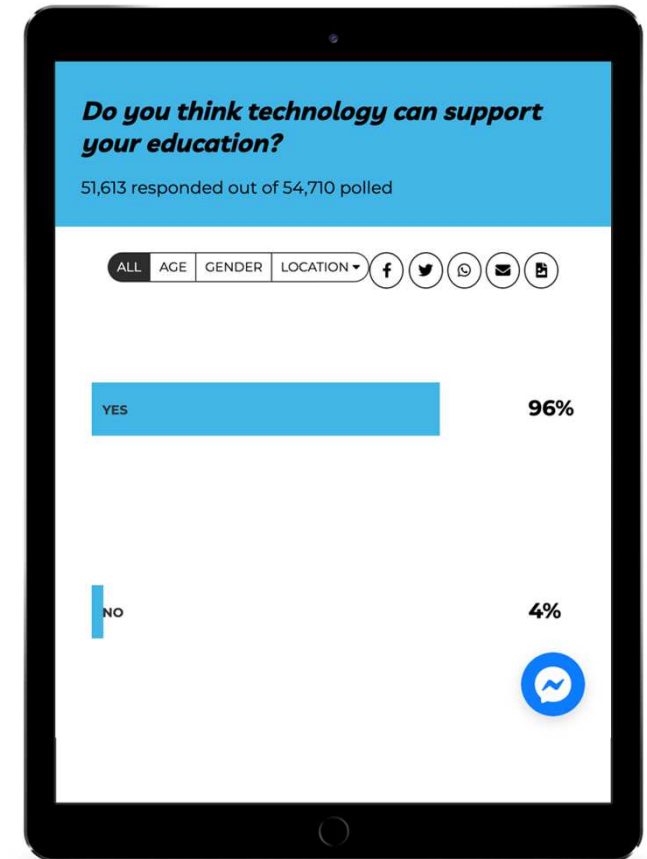 Do you think technology can support
your education?
51,613 responded out of 54,710 polled
ALL AGE GENDER LOCATION
YES 96%
NO 4%